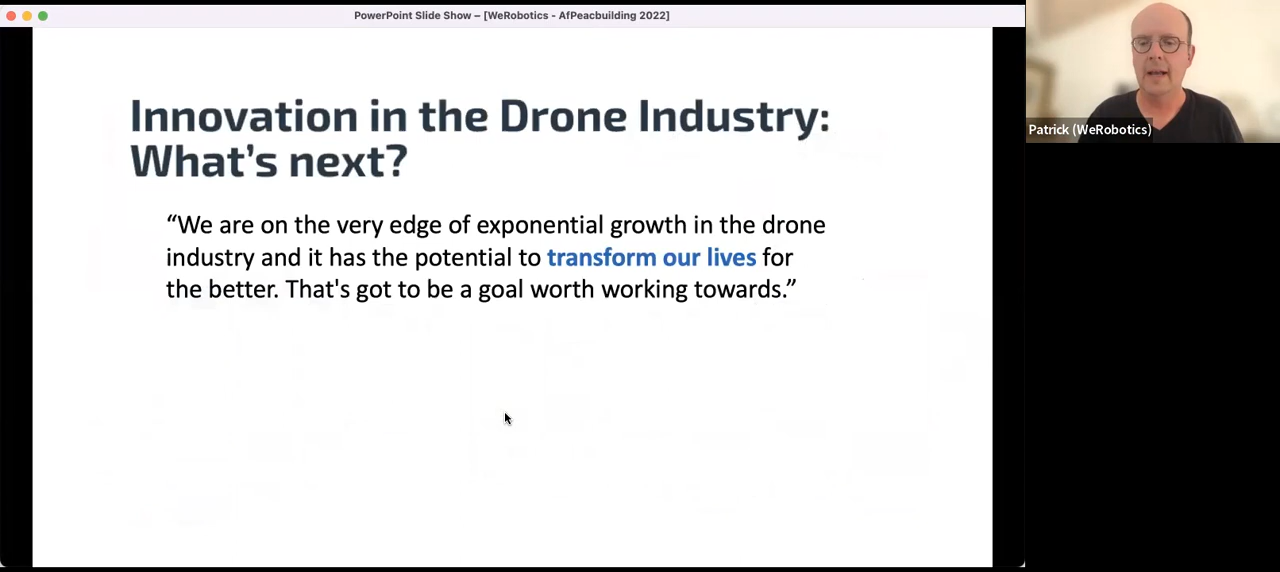 PowerPoint Slide Show – [WeRobotics - AfPeacbuilding 2022]
Innovation in the Drone Industry:
What’s next?
“We are on the very edge of exponential growth in the drone
industry and it has the potential to transform our lives for
the better. That's got to be a goal worth working towards.”
Patrick (WeRobotics)